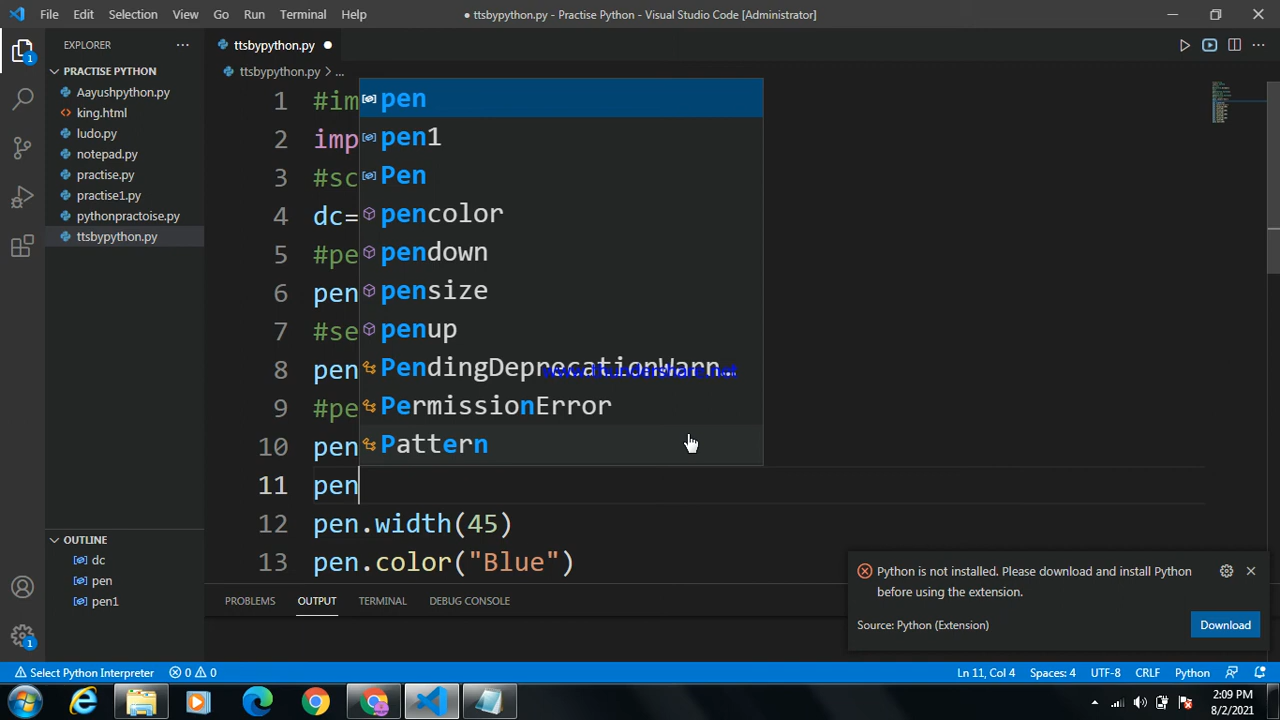 File Edit Selection View Go Run Terminal Help
● ttsbypython.py - Practise Python - Visual Studio Code [Administrator]
EXPLORER
ttsbypython.py
PRACTISE PYTHON
ttsbypython.py > ...
Aayushpython.py
king.html
ludo.py
notepad.py
practise.py
practise1.py
pythonpractoise.py
ttsbypython.py
OUTLINE
dc
pen
pen1
1 #im
2 imp
3 #sc
4 dc=
5 #pe
6 pen
7 #se
8 pen
9 #pe
10 pen
11 pen
12 pen.width(45)
13 pen.color("Blue")
pen
pen1
Pen
pencolor
pendown
pensize
penup
PendingDeprecationWarn.
www.thundershare.net
PermissionError
Pattern
PROBLEMS OUTPUT TERMINAL DEBUG CONSOLE
Python is not installed. Please download and install Python
before using the extension.
Source: Python (Extension)
Download
1
1
Select Python Interpreter 0 0
Ln 11, Col 4 Spaces: 4 UTF-8 CRLF Python
2:09 PM
8/2/2021